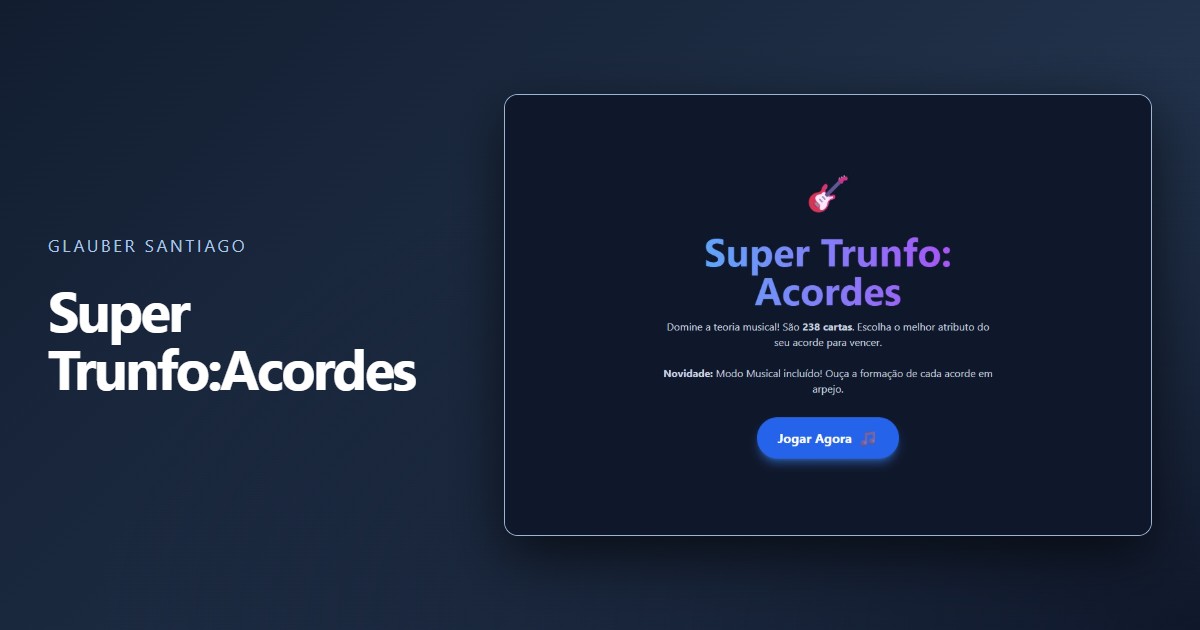 GLAUBER SANTIAGO
Super
Trunfo:Acordes
Super Trunfo:
Acordes
Domine a teoria musical! São 238 cartas. Escolha o melhor atributo do
seu acorde para vencer.
Novidade: Modo Musical incluído! Ouça a formação de cada acorde em
arpejo.
Jogar Agora